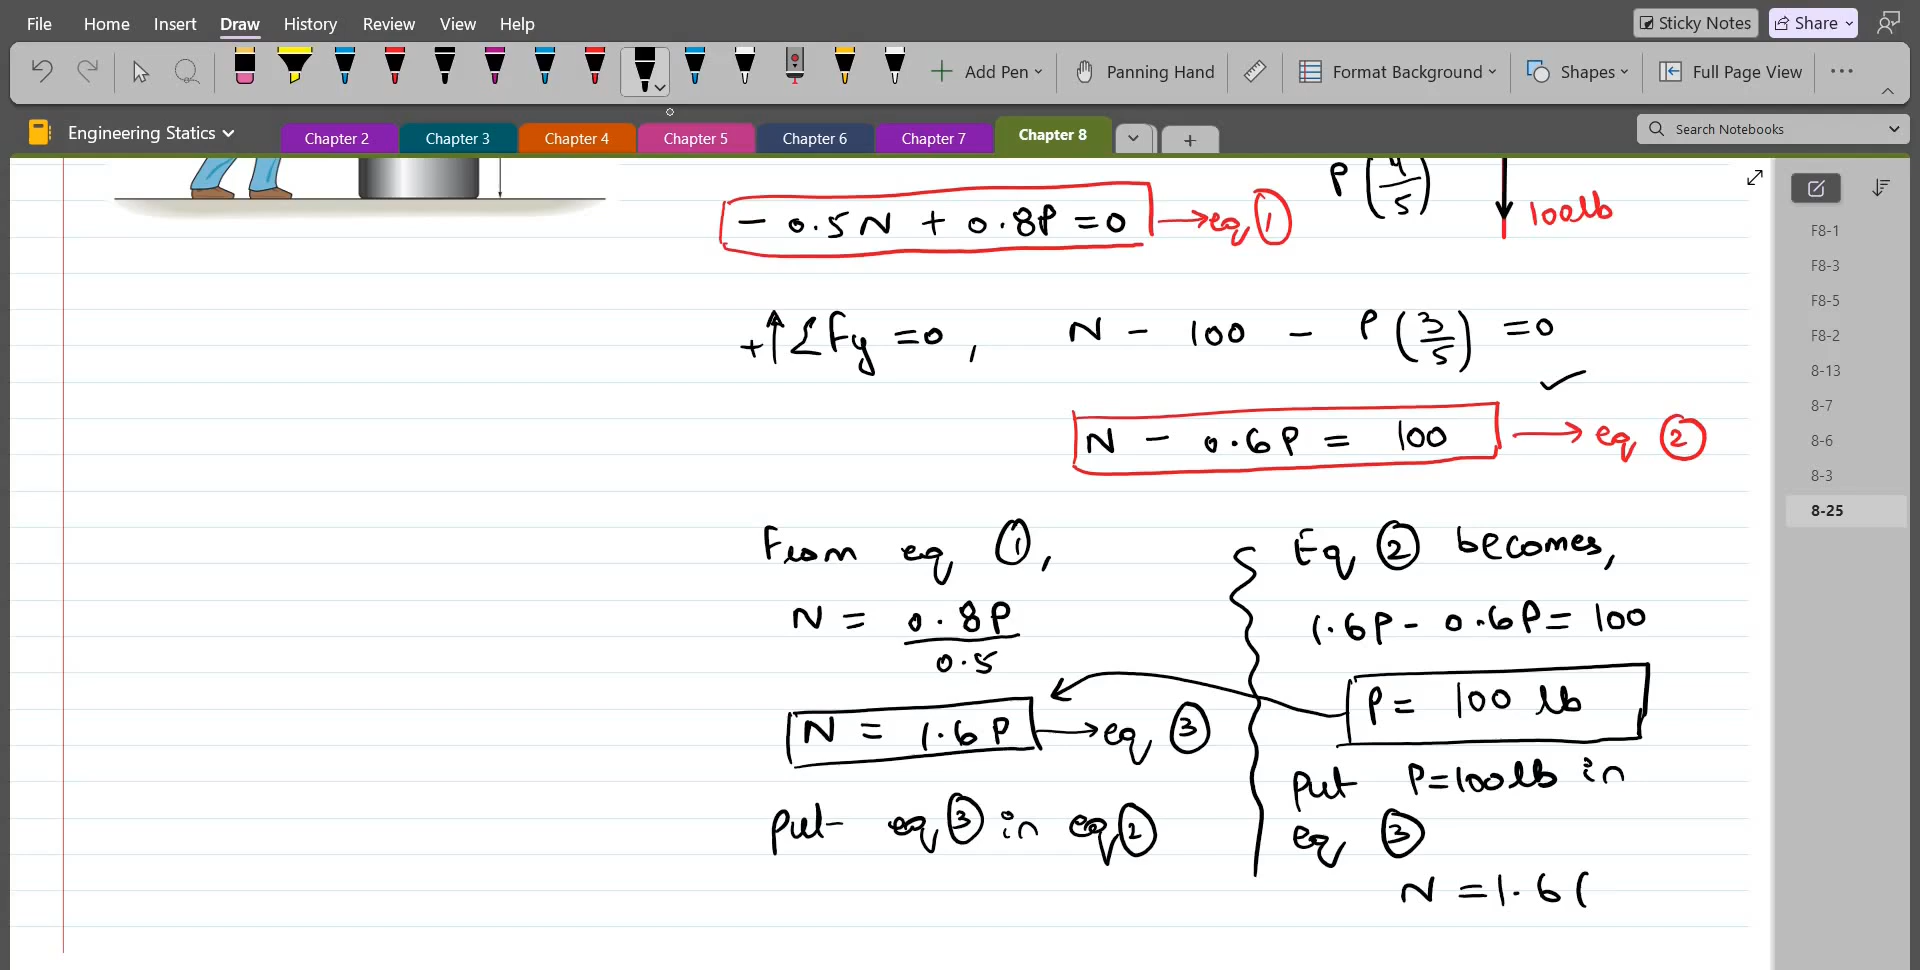 File Home Insert Draw History Review View Help Sticky Notes Share
Add Pen Panning Hand Format Background Shapes Full Page View
Engineering Statics Chapter 2 Chapter 3 Chapter 4 Chapter 5 Chapter 6 Chapter 7 Chapter 8 Search Notebooks
P(4/5)
100lb
- 0.5N + 0.8P = 0 → eq ①
+↑ΣFy = 0, N - 100 - P(3/5) = 0
✓
N - 0.6P = 100 → eq ②
From eq ①,
N = 0.8P/0.5
N = 1.6P → eq ③
Put eq ③ in eq ②
Eq ② becomes,
1.6P - 0.6P = 100
P = 100 lb
Put P=100lb in
eq ③
N = 1.6(
F8-1
F8-3
F8-5
F8-2
8-13
8-7
8-6
8-3
8-25